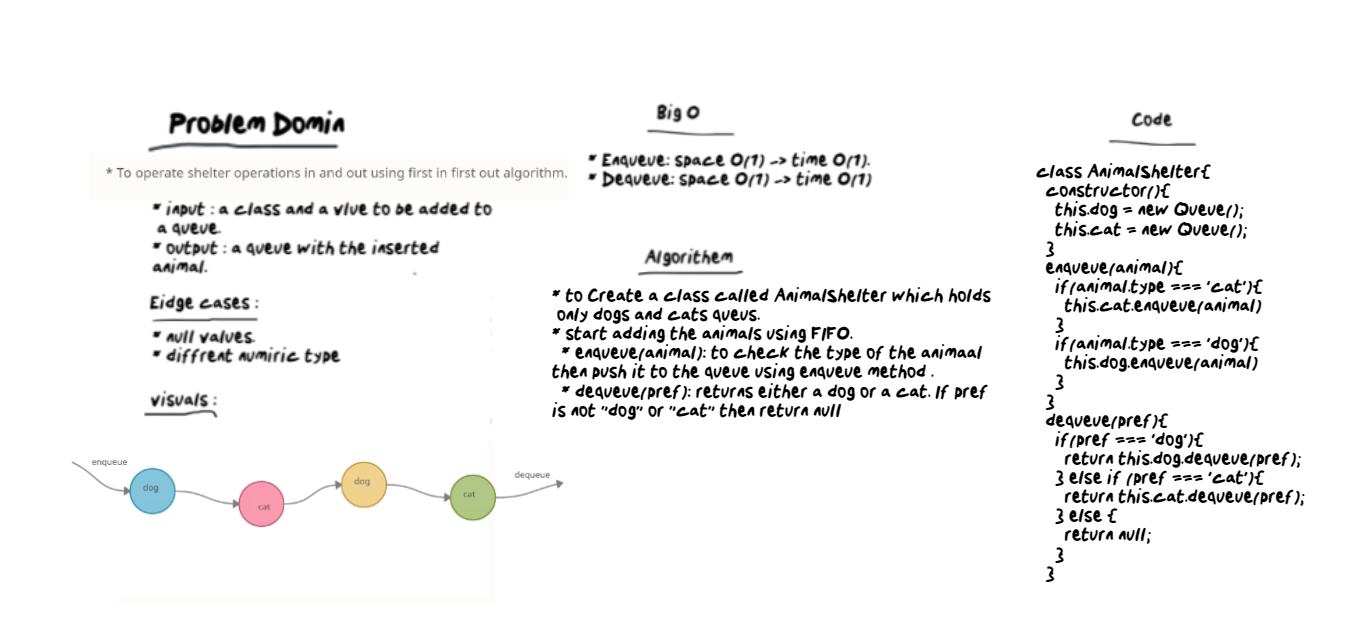 Problem Domin
* To operate shelter operations in and out using first in first out algorithm.
* input : a class and a vlue to be added to
a queue.
* output : a queue with the inserted
animal.
Eidge cases :
* null values.
* diffrent numiric type
visuals :
enqueue
dog
cat
dog
cat
dequeue
Big O
* Enqueue: space O(1) -> time O(1).
* Dequeue: space O(1) -> time O(1)
Algorithem
* to Create a class called AnimalShelter which holds
only dogs and cats queus.
* start adding the animals using FIFO.
* enqueue(animal): to check the type of the animaal
then push it to the queue using enqueue method .
* dequeue(pref): returns either a dog or a cat. If pref
is not "dog" or "cat" then return null
Code
class AnimalShelter{
constructor(){
this.dog = new Queue();
this.cat = new Queue();
}
enqueue(animal){
if(animal.type === 'cat'){
this.cat.enqueue(animal)
}
if(animal.type === 'dog'){
this.dog.enqueue(animal)
}
}
dequeue(pref){
if(pref === 'dog'){
return this.dog.dequeue(pref);
} else if (pref === 'cat'){
return this.cat.dequeue(pref);
} else {
return null;
}
}